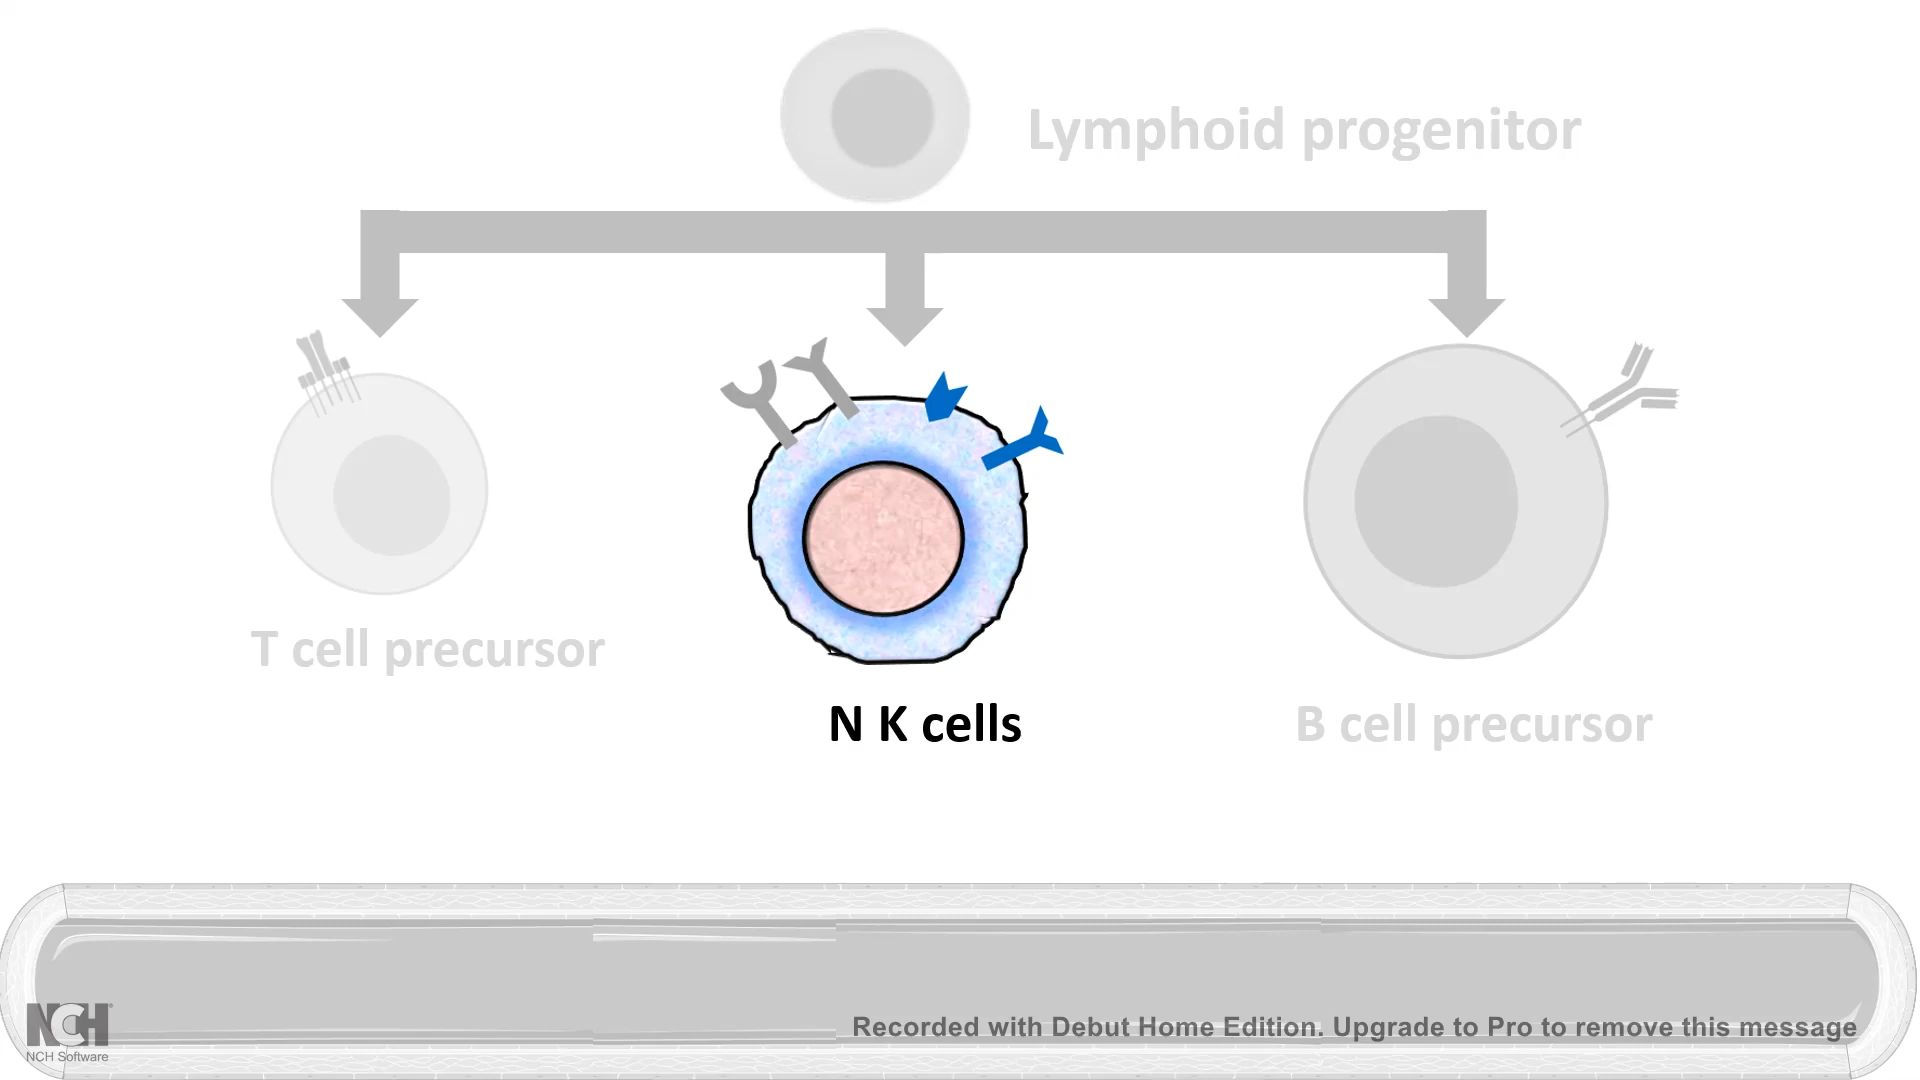 Lymphoid progenitor
T cell precursor
N K cells
B cell precursor
NCH
NCH Software
Recorded with Debut Home Edition. Upgrade to Pro to remove this message